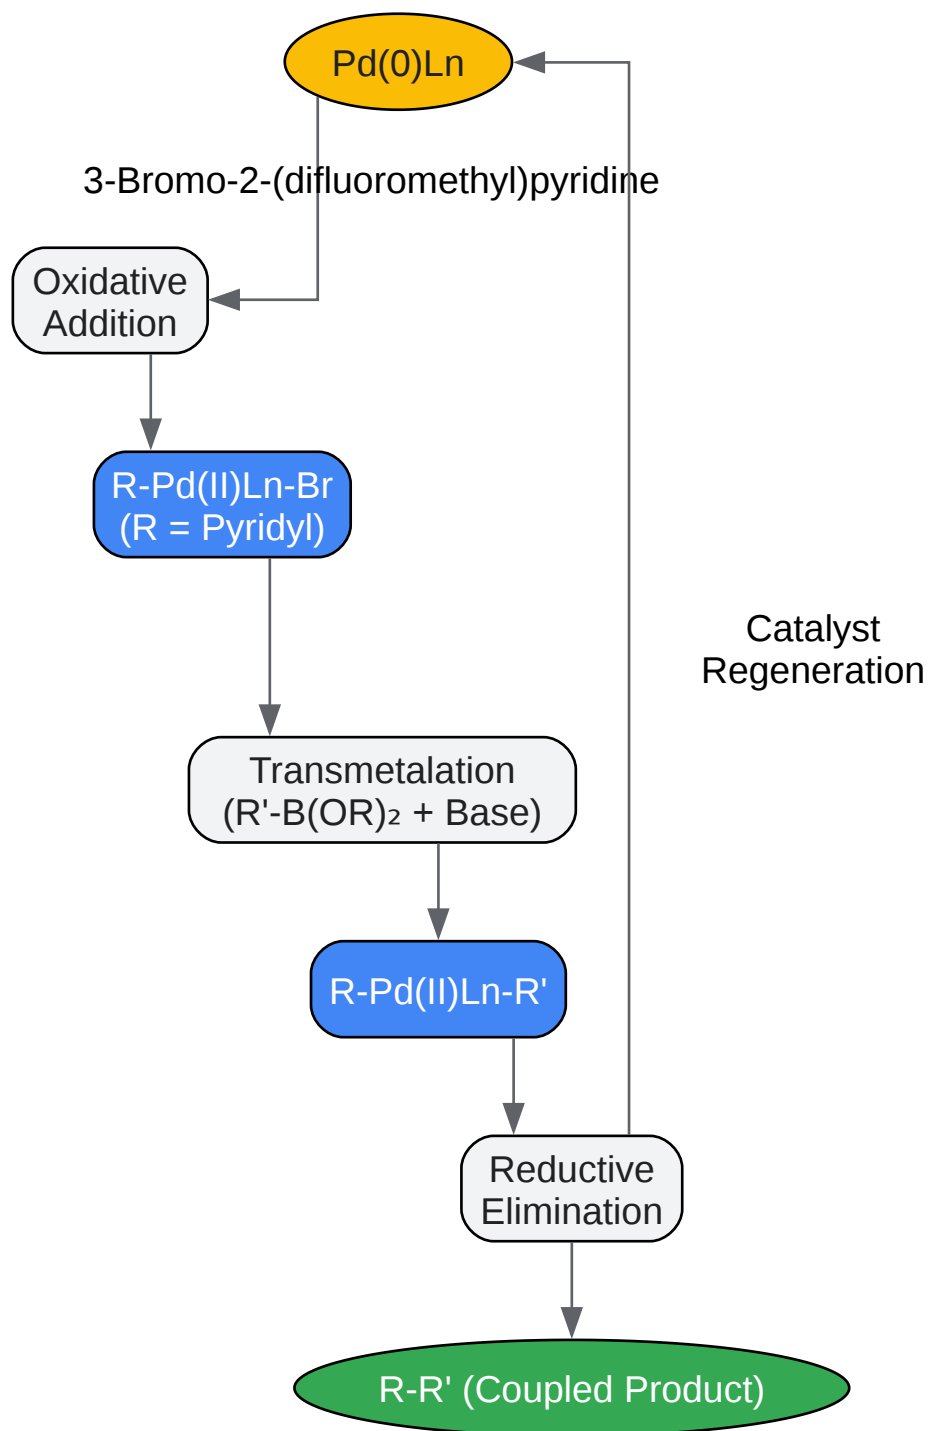 Pd(0)Ln
3-Bromo-2-(difluoromethyl)pyridine
Oxidative
Addition
R-Pd(II)Ln-Br
(R = Pyridyl)
Catalyst
Regeneration
Transmetalation
(R'-B(OR)₂ + Base)
R-Pd(II)Ln-R'
Reductive
Elimination
R-R' (Coupled Product)